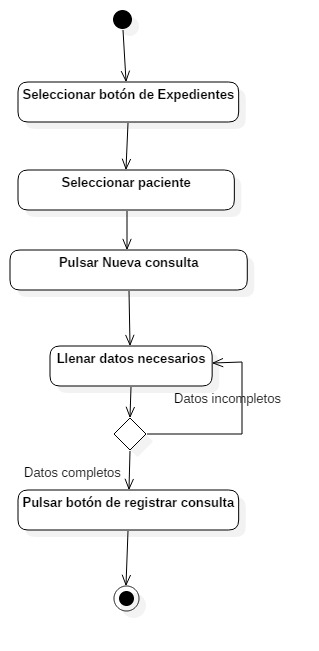 Seleccionar botón de Expedientes
Seleccionar paciente
Pulsar Nueva consulta
Llenar datos necesarios
Datos incompletos
Datos completos
Pulsar botón de registrar consulta